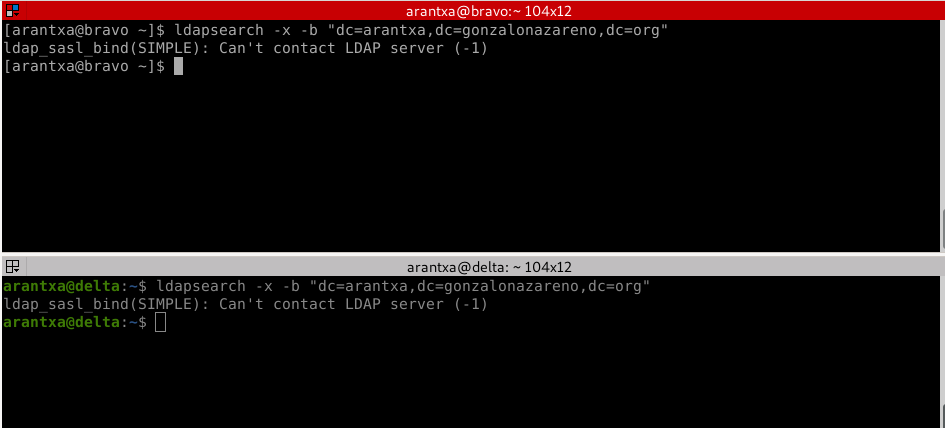 arantxa@bravo:~ 104x12
[arantxa@bravo ~]$ ldapsearch -x -b "dc=arantxa,dc=gonzalonazareno,dc=org"
ldap_sasl_bind(SIMPLE): Can't contact LDAP server (-1)
[arantxa@bravo ~]$
arantxa@delta: ~ 104x12
arantxa@delta:~$ ldapsearch -x -b "dc=arantxa,dc=gonzalonazareno,dc=org"
ldap_sasl_bind(SIMPLE): Can't contact LDAP server (-1)
arantxa@delta:~$